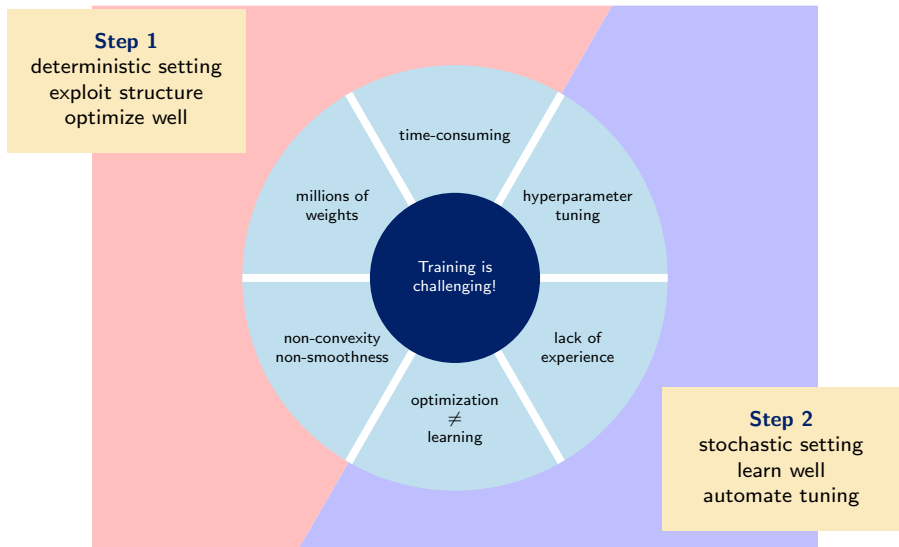 Step 1
deterministic setting
exploit structure
optimize well
time-consuming
millions of
weights
hyperparameter
tuning
Training is
challenging!
non-convexity
non-smoothness
lack of
experience
optimization
≠
learning
Step 2
stochastic setting
learn well
automate tuning